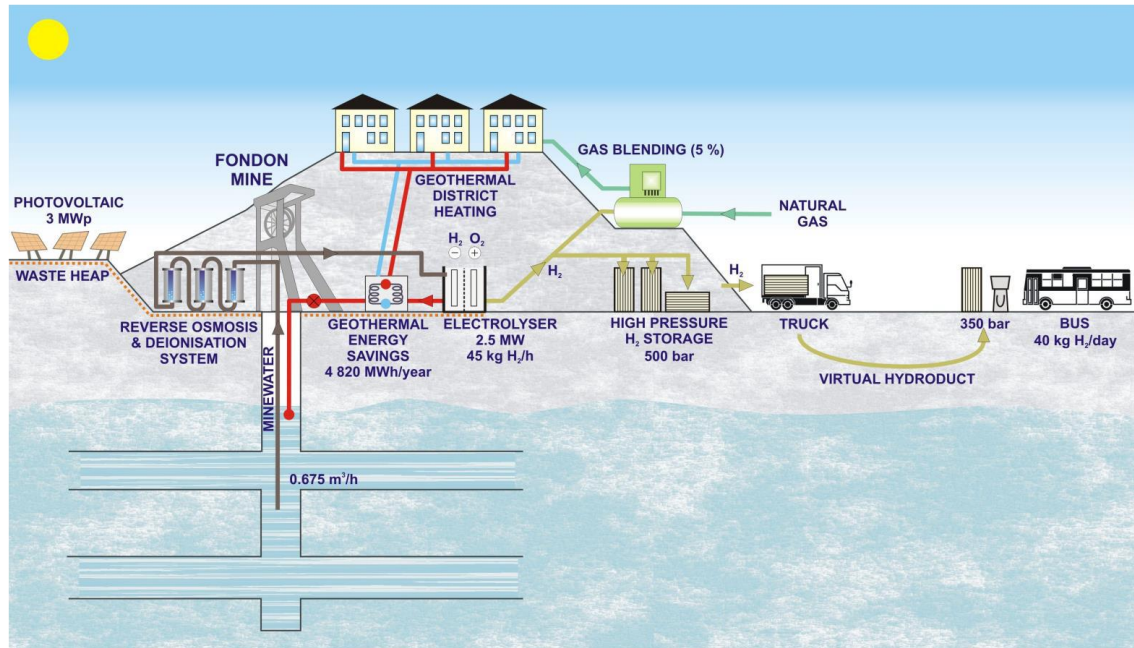 FONDON
MINE
PHOTOVOLTAIC
3 MWp
WASTE HEAP
REVERSE OSMOSIS
& DEIONISATION
SYSTEM
MINEWATER
0.675 m³/h
GEOTHERMAL
DISTRICT
HEATING
GEOTHERMAL
ENERGY
SAVINGS
4 820 MWh/year
H₂ O₂
− +
ELECTROLYSER
2.5 MW
45 kg H₂/h
H₂
GAS BLENDING (5 %)
NATURAL
GAS
HIGH PRESSURE
H₂ STORAGE
500 bar
H₂
TRUCK
VIRTUAL HYDRODUCT
350 bar
BUS
40 kg H₂/day